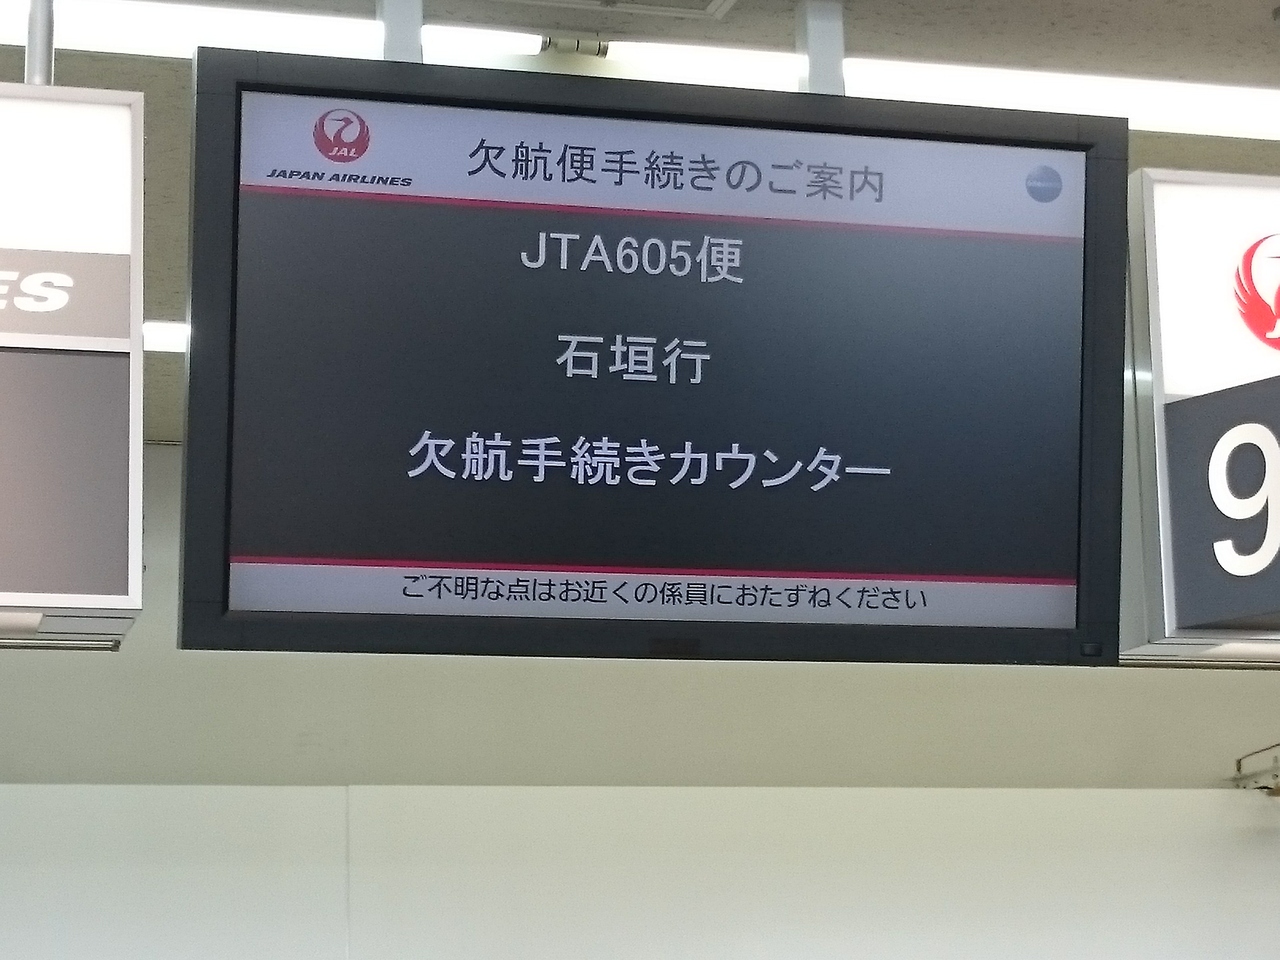 JAL
JAPAN AIRLINES
欠航便手続きのご案内
JTA605便
石垣行
欠航手続きカウンター
ご不明な点はお近くの係員におたずねください
ES
9